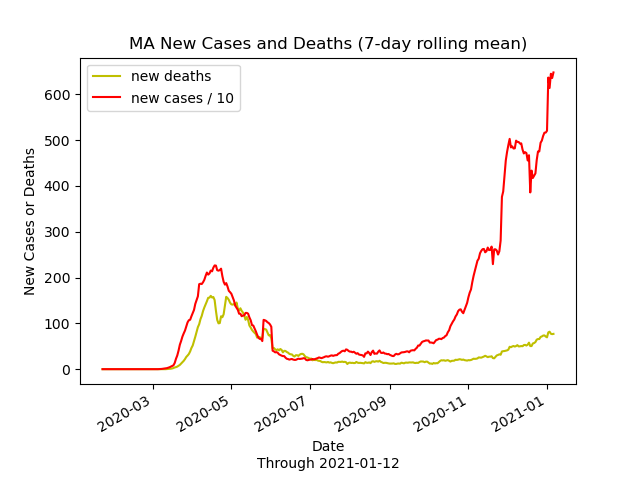 MA New Cases and Deaths (7-day rolling mean)
new deaths
new cases / 10
New Cases or Deaths
600
500
400
300
200
100
0
2020-03
2020-05
2020-07
2020-09
2020-11
2021-01
Date
Through 2021-01-12